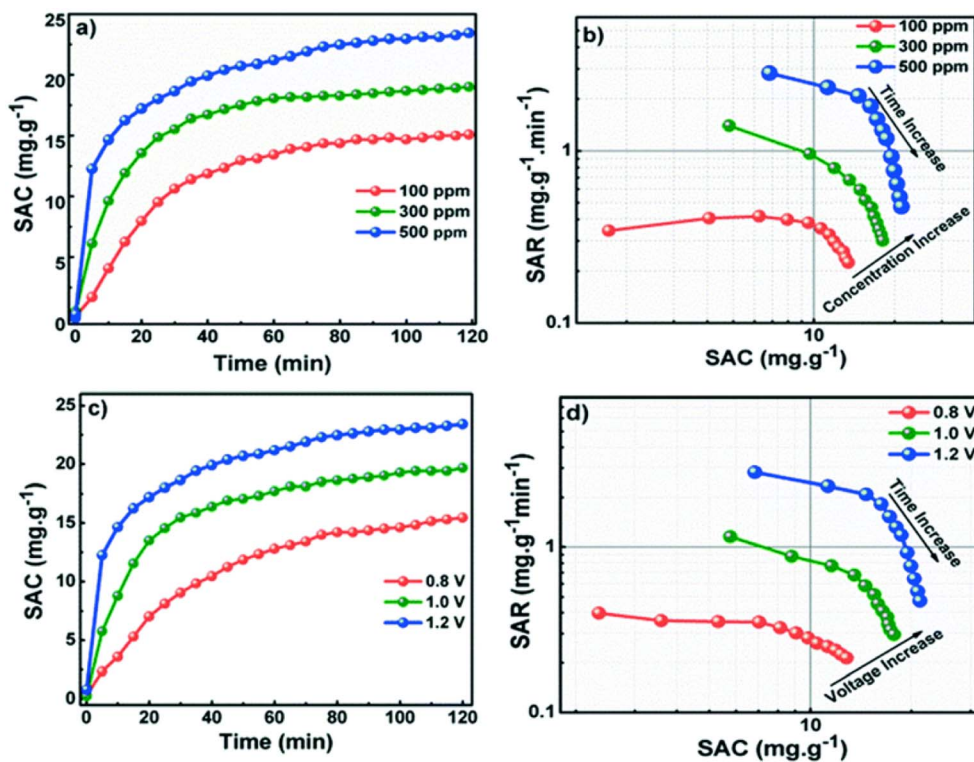 a)
SAC (mg.g⁻¹)
25
20
15
10
5
0
100 ppm
300 ppm
500 ppm
0 20 40 60 80 100 120
Time (min)
b)
SAR (mg.g⁻¹.min⁻¹)
1
0.1
100 ppm
300 ppm
500 ppm
Time Increase
Concentration Increase
10
SAC (mg.g⁻¹)
c)
SAC (mg.g⁻¹)
25
20
15
10
5
0
0.8 V
1.0 V
1.2 V
0 20 40 60 80 100 120
Time (min)
d)
SAR (mg.g⁻¹min⁻¹)
1
0.1
0.8 V
1.0 V
1.2 V
Time Increase
Voltage Increase
10
SAC (mg.g⁻¹)